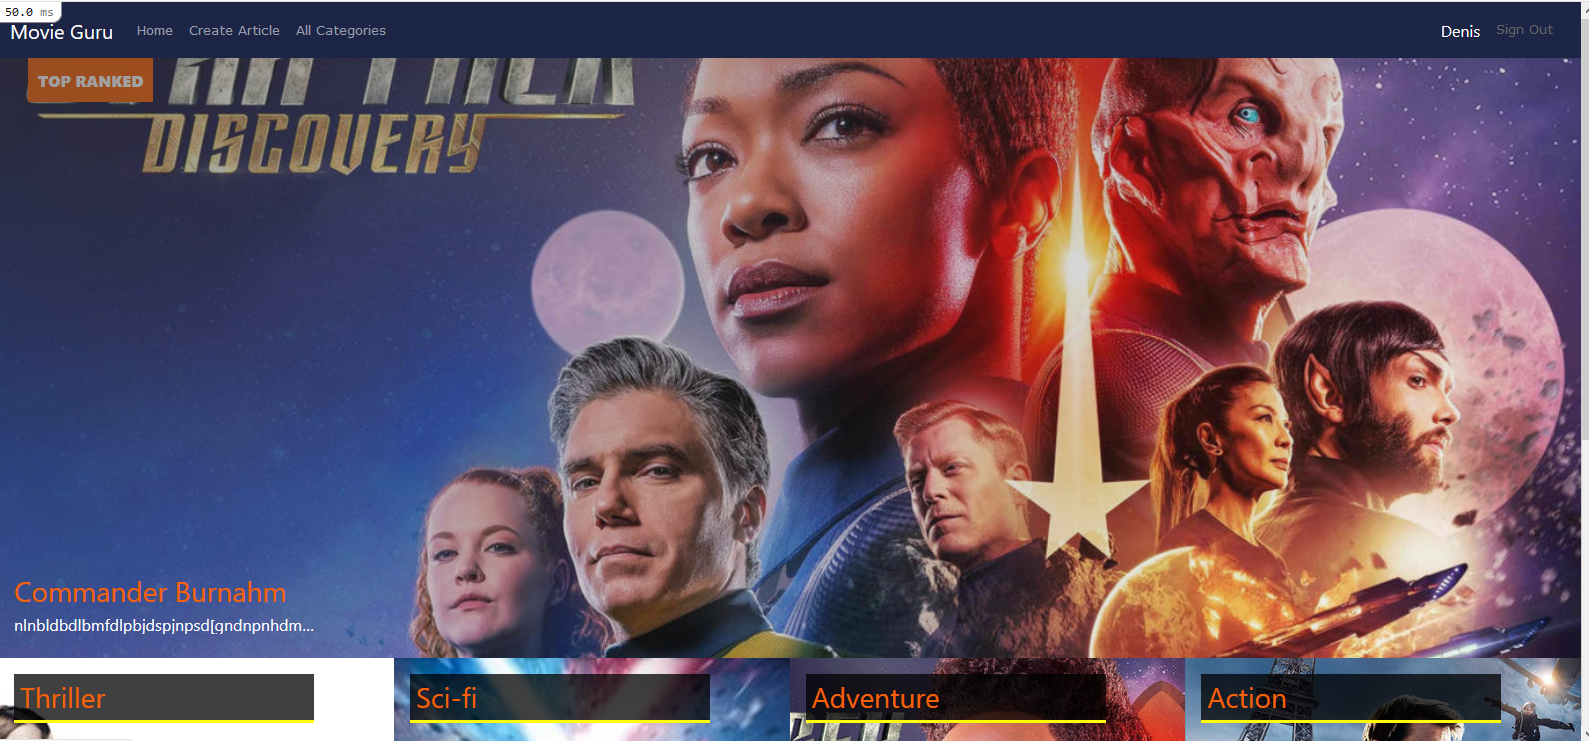 50.0 ms
Movie Guru Home Create Article All Categories Denis Sign Out
TOP RANKED
DISCOVERY
Commander Burnahm
nlnbldbdlbmfdlpbjdspjnpsd[gndnpnhdm...
Thriller Sci-fi Adventure Action